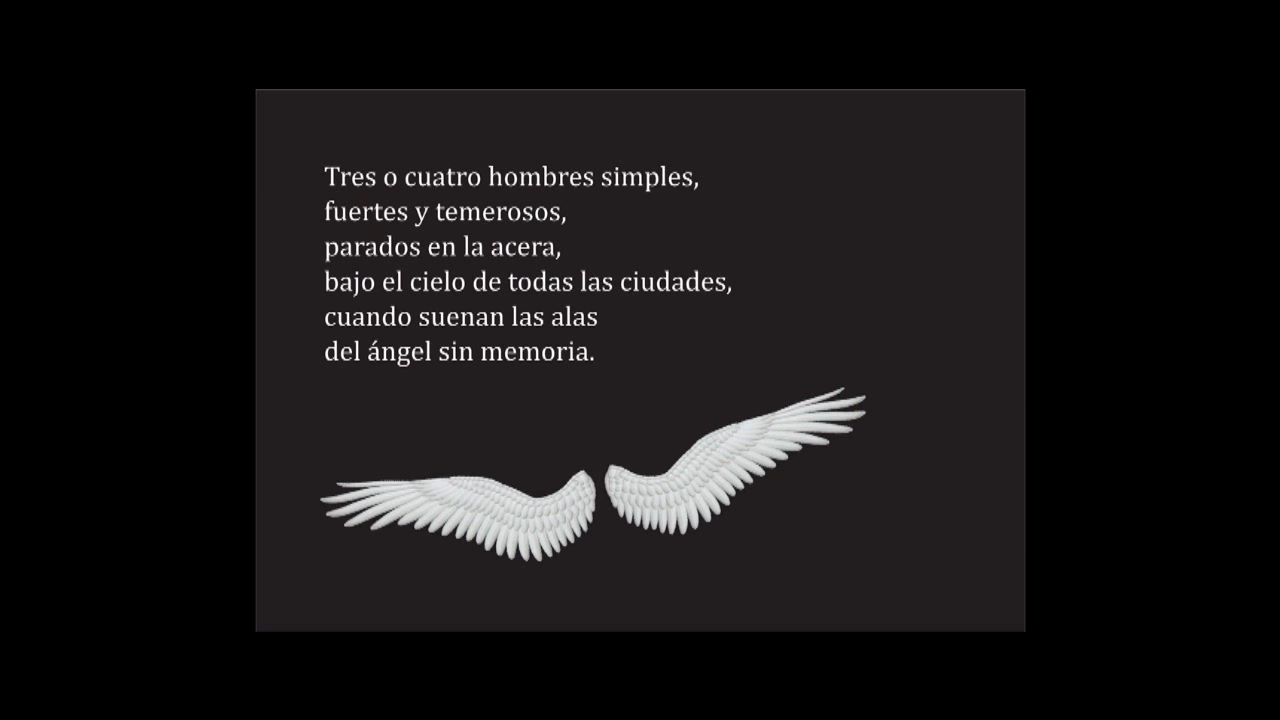 Tres o cuatro hombres simples,
fuertes y temerosos,
parados en la acera,
bajo el cielo de todas las ciudades,
cuando suenan las alas
del ángel sin memoria.